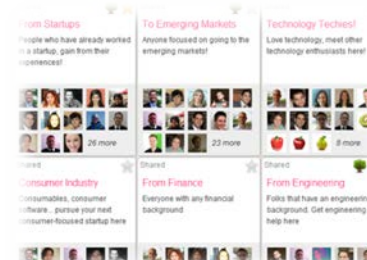 From Startups
People who have already worked
in a startup, gain from their
experiences!
26 more
To Emerging Markets
Anyone focused on going to the
emerging markets!
23 more
Technology Techies!
Love technology, meet other
technology enthusiasts here!
8 more
Shared
Consumer Industry
Consumables, consumer
software... pursue your next
consumer-focused startup here
Shared
From Finance
Everyone with any financial
background
Shared
From Engineering
Folks that have an engineering
background. Get engineering
help here